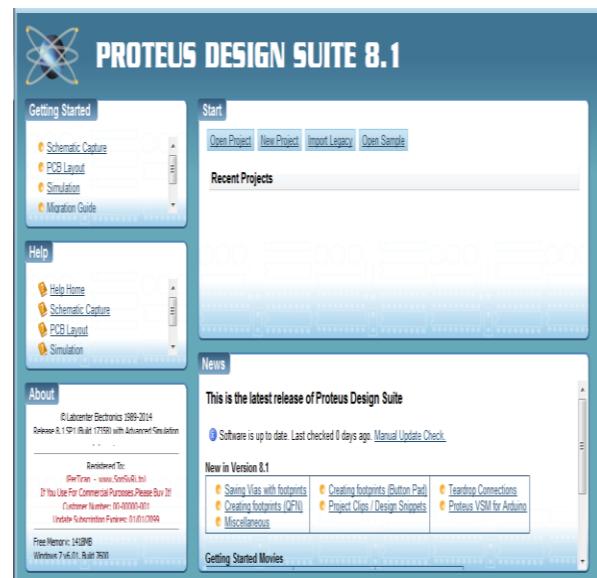 PROTEUS DESIGN SUITE 8.1
Getting Started
Schematic Capture
PCB Layout
Simulation
Migration Guide
Help
Help Home
Schematic Capture
PCB Layout
Simulation
About
© Labcenter Electronics 1989-2014
Release 8.1 SP1 (Build 17358) with Advanced Simulation
Registered To:
If You Use For Commercial Purposes,Please Buy It!
Customer Number: 00-00000-001
Update Subscription Expires: 01/01/2099
Free Memory: 1418MB
Windows 7 v6.01, Build 7600
Start
Open Project New Project Import Legacy Open Sample
Recent Projects
News
This is the latest release of Proteus Design Suite
Software is up to date. Last checked 0 days ago. Manual Update Check.
New in Version 8.1
Saving Vias with footprints Creating footprints (Button Pad) Teardrop Connections
Creating footprints (QFN) Project Clips / Design Snippets Proteus VSM for Arduino
Miscellaneous
Getting Started Movies